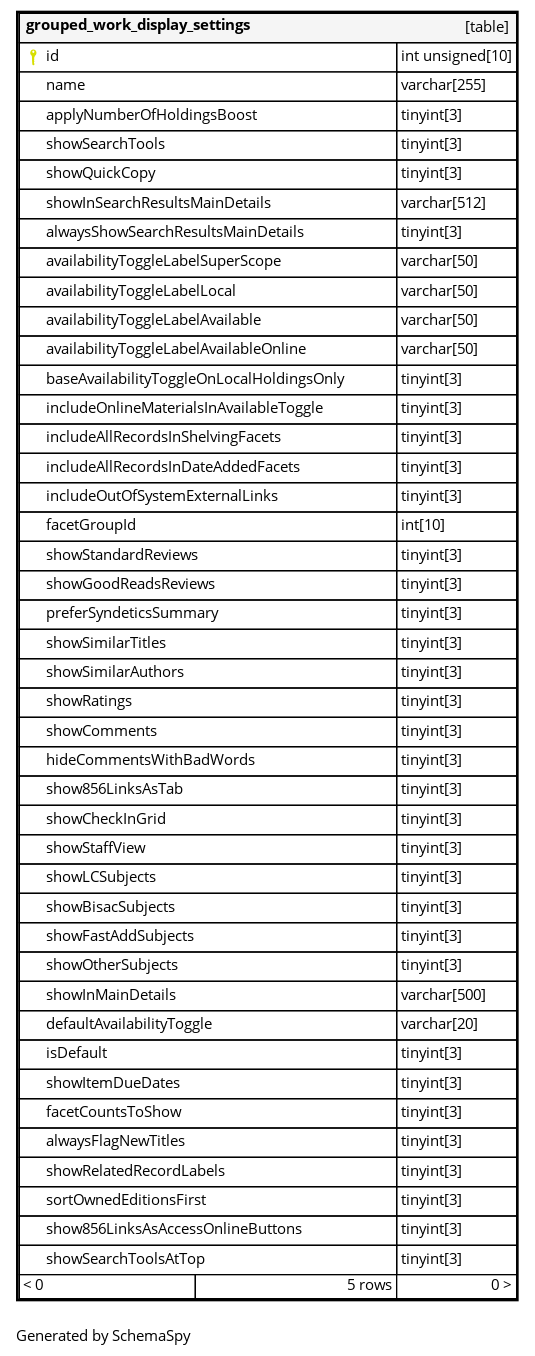 grouped_work_display_settings [table]
id int unsigned[10]
name varchar[255]
applyNumberOfHoldingsBoost tinyint[3]
showSearchTools tinyint[3]
showQuickCopy tinyint[3]
showInSearchResultsMainDetails varchar[512]
alwaysShowSearchResultsMainDetails tinyint[3]
availabilityToggleLabelSuperScope varchar[50]
availabilityToggleLabelLocal varchar[50]
availabilityToggleLabelAvailable varchar[50]
availabilityToggleLabelAvailableOnline varchar[50]
baseAvailabilityToggleOnLocalHoldingsOnly tinyint[3]
includeOnlineMaterialsInAvailableToggle tinyint[3]
includeAllRecordsInShelvingFacets tinyint[3]
includeAllRecordsInDateAddedFacets tinyint[3]
includeOutOfSystemExternalLinks tinyint[3]
facetGroupId int[10]
showStandardReviews tinyint[3]
showGoodReadsReviews tinyint[3]
preferSyndeticsSummary tinyint[3]
showSimilarTitles tinyint[3]
showSimilarAuthors tinyint[3]
showRatings tinyint[3]
showComments tinyint[3]
hideCommentsWithBadWords tinyint[3]
show856LinksAsTab tinyint[3]
showCheckInGrid tinyint[3]
showStaffView tinyint[3]
showLCSubjects tinyint[3]
showBisacSubjects tinyint[3]
showFastAddSubjects tinyint[3]
showOtherSubjects tinyint[3]
showInMainDetails varchar[500]
defaultAvailabilityToggle varchar[20]
isDefault tinyint[3]
showItemDueDates tinyint[3]
facetCountsToShow tinyint[3]
alwaysFlagNewTitles tinyint[3]
showRelatedRecordLabels tinyint[3]
sortOwnedEditionsFirst tinyint[3]
show856LinksAsAccessOnlineButtons tinyint[3]
showSearchToolsAtTop tinyint[3]
< 0 5 rows 0 >
Generated by SchemaSpy